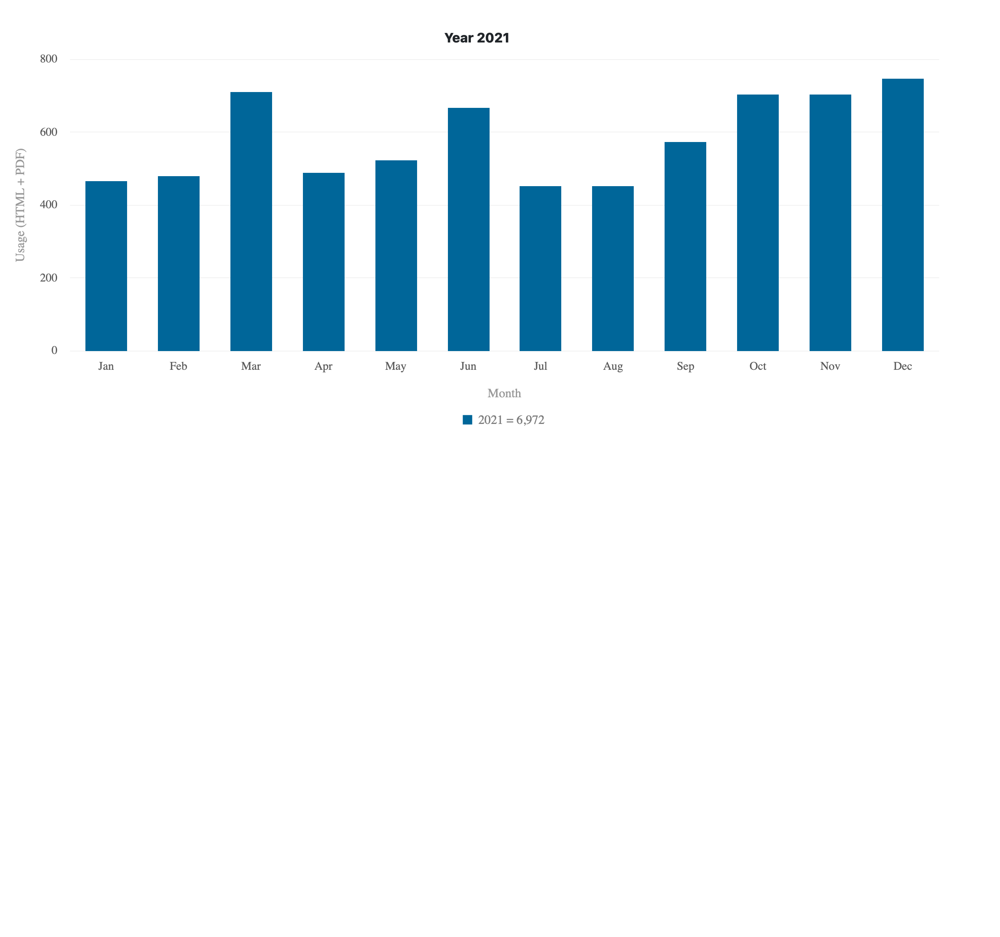 Year 2021
800
600
400
200
0
Usage (HTML + PDF)
Jan Feb Mar Apr May Jun Jul Aug Sep Oct Nov Dec
Month
2021 = 6,972